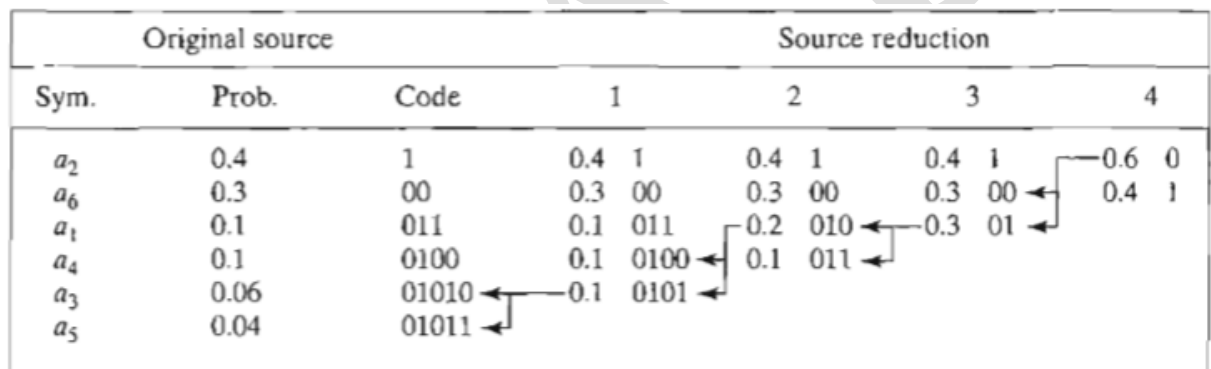 Original source Source reduction
Sym. Prob. Code 1 2 3 4
a2 0.4 1 0.4 1 0.4 1 0.4 1 0.6 0
a6 0.3 00 0.3 00 0.3 00 0.3 00 0.4 1
a1 0.1 011 0.1 011 0.2 010 0.3 01
a4 0.1 0100 0.1 0100 0.1 011
a3 0.06 01010 0.1 0101
a5 0.04 01011